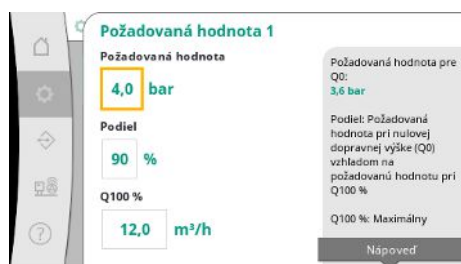 Požadovaná hodnota 1
Požadovaná hodnota
4,0 bar
Podiel
90 %
Q100 %
12,0 m³/h
Požadovaná hodnota pre
Q0:
3,6 bar
Podiel: Požadovaná
hodnota pri nulovej
dopravnej výške (Q0)
vzhladom na
požadovanú hodnotu pri
Q100 %
Q100 %: Maximálny
Nápoveď